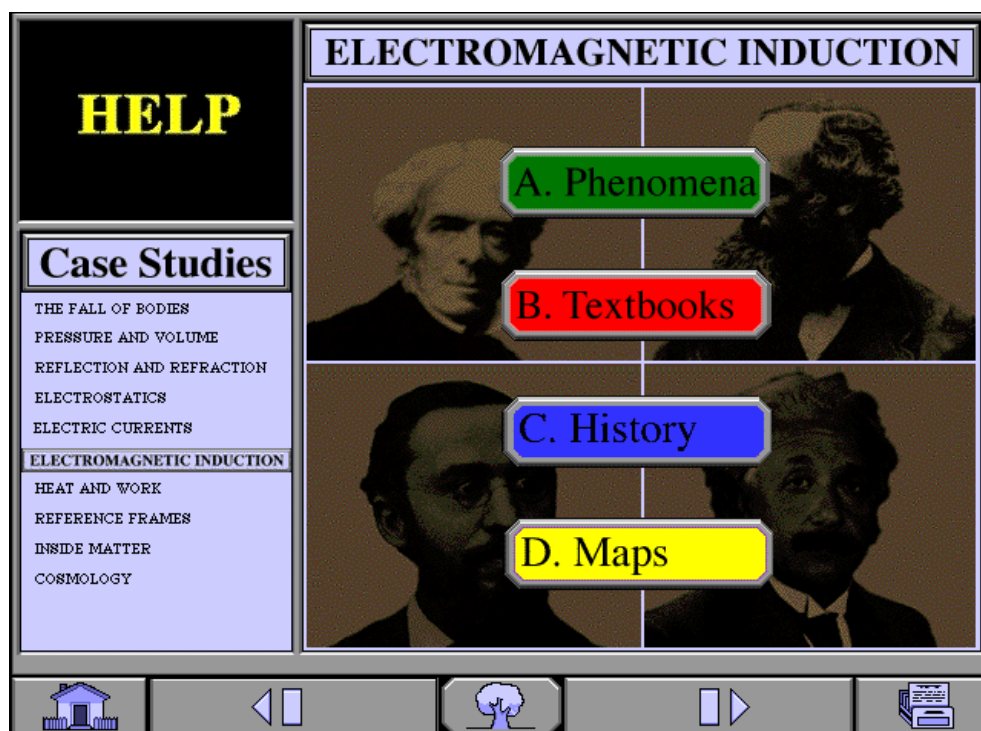 HELP
Case Studies
THE FALL OF BODIES
PRESSURE AND VOLUME
REFLECTION AND REFRACTION
ELECTROSTATICS
ELECTRIC CURRENTS
ELECTROMAGNETIC INDUCTION
HEAT AND WORK
REFERENCE FRAMES
INSIDE MATTER
COSMOLOGY
ELECTROMAGNETIC INDUCTION
A. Phenomena
B. Textbooks
C. History
D. Maps